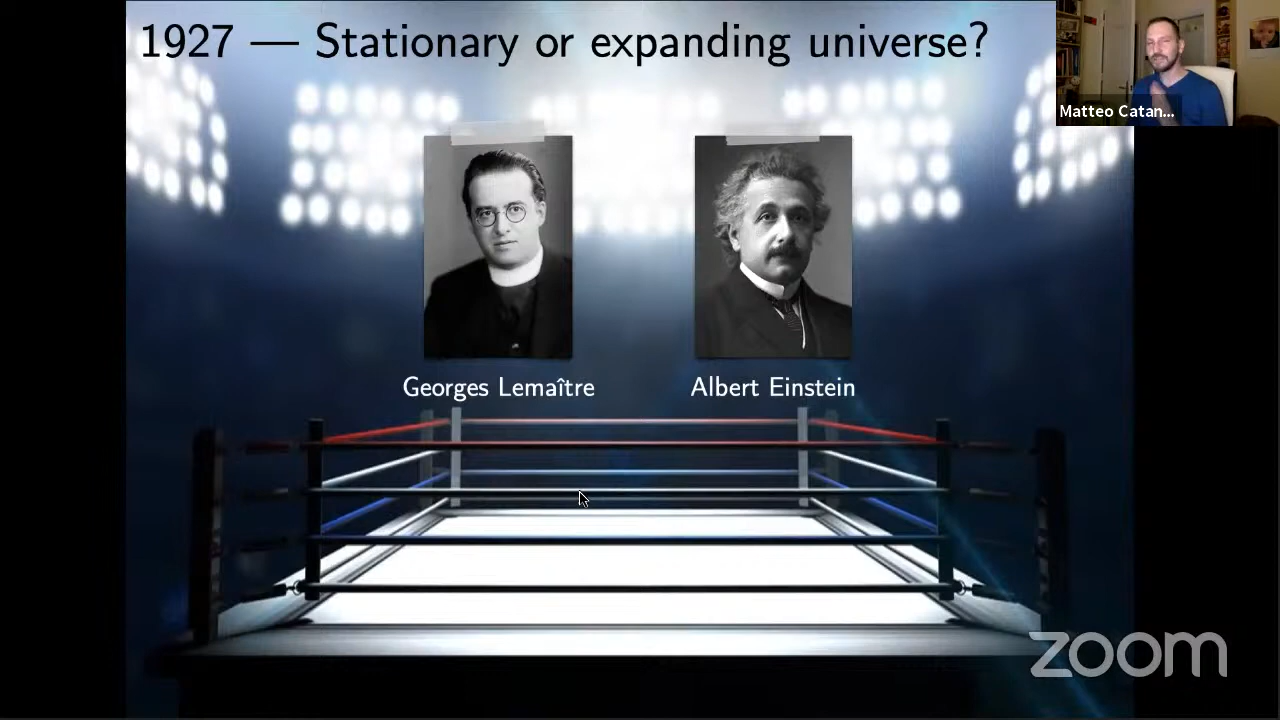 1927 — Stationary or expanding universe?
Matteo Catan...
Georges Lemaître
Albert Einstein
zoom